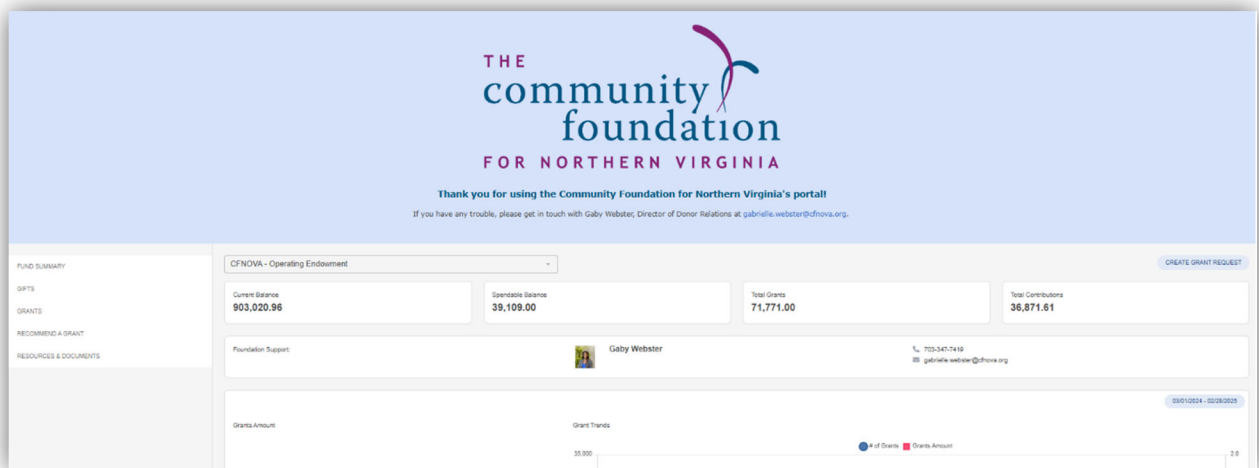 THE
community
foundation
FOR NORTHERN VIRGINIA
Thank you for using the Community Foundation for Northern Virginia's portal!
If you have any trouble, please get in touch with Gaby Webster, Director of Donor Relations at gabrielle.webster@cfnova.org.
FUND SUMMARY
GIFTS
GRANTS
RECOMMEND A GRANT
RESOURCES & DOCUMENTS
CFNOVA - Operating Endowment
CREATE GRANT REQUEST
Current Balance
903,020.96
Spendable Balance
39,109.00
Total Grants
71,771.00
Total Contributions
36,871.61
Foundation Support:
Gaby Webster
703-347-7419
gabrielle.webster@cfnova.org
03/01/2024 - 02/28/2025
Grants Amount
Grant Trends
# of Grants Grants Amount
35,000
2.0